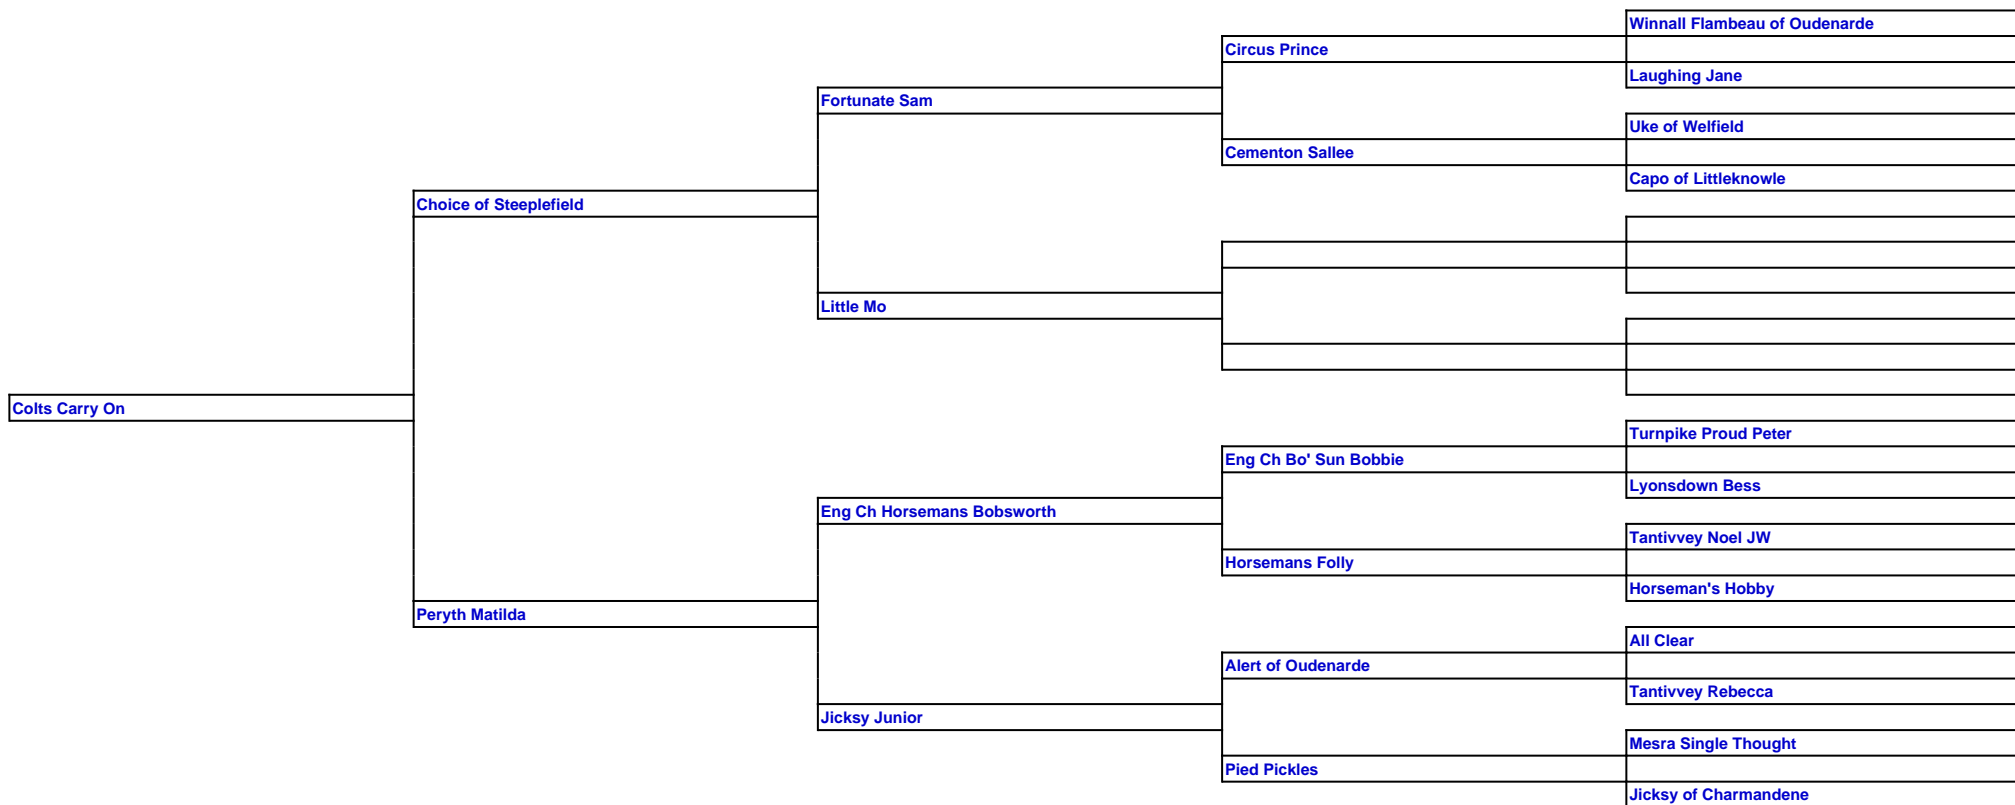 Winnall Flambeau of Oudenarde
Circus Prince
Laughing Jane
Fortunate Sam
Uke of Welfield
Cementon Sallee
Capo of Littleknowle
Choice of Steeplefield
Little Mo
Colts Carry On
Turnpike Proud Peter
Eng Ch Bo' Sun Bobbie
Lyonsdown Bess
Eng Ch Horsemans Bobsworth
Tantivvey Noel JW
Horsemans Folly
Horseman's Hobby
Peryth Matilda
All Clear
Alert of Oudenarde
Tantivvey Rebecca
Jicksy Junior
Mesra Single Thought
Pied Pickles
Jicksy of Charmandene